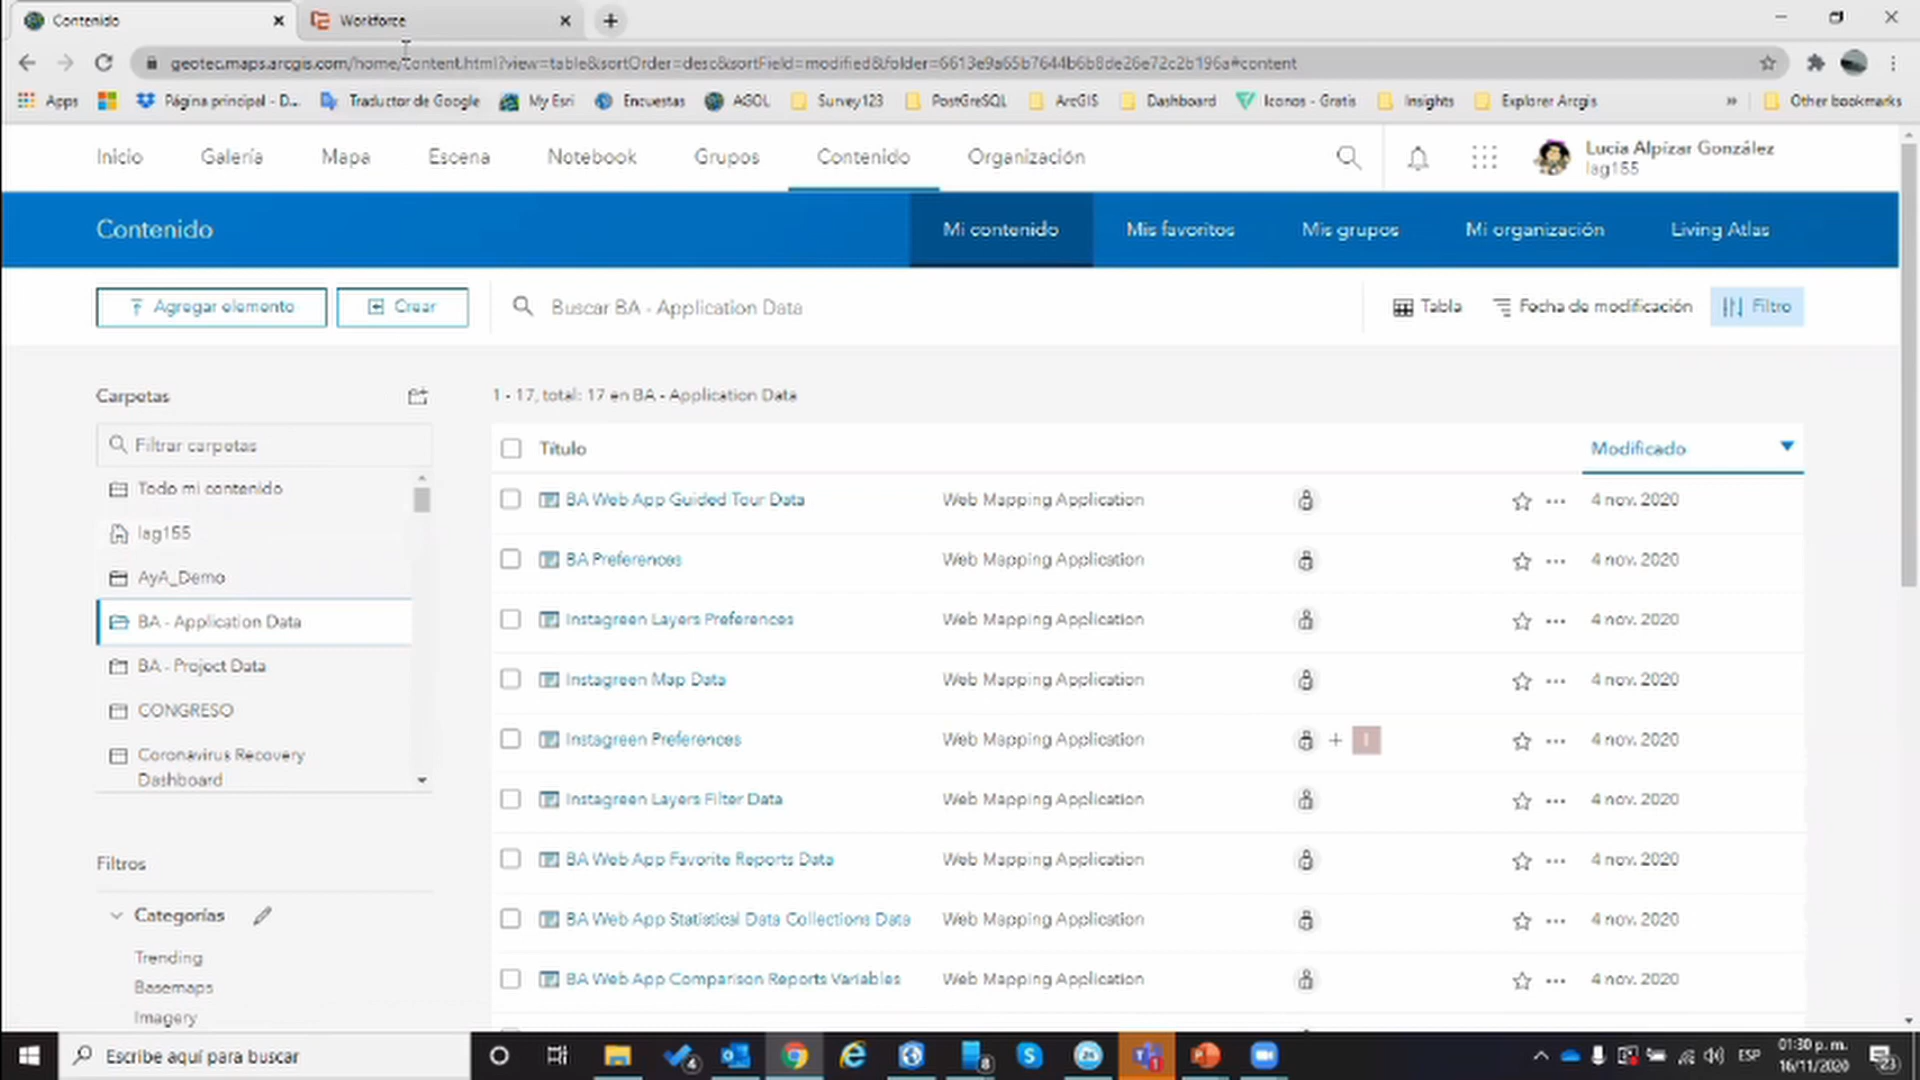 Contenido
Workforce
geotec.maps.arcgis.com/home/content.html?view=table&sortOrder=desc&sortField=modified&folder=6613e9a65b7644b6b8de26e72c2b196a#content
Apps
Página principal - D...
Traductor de Google
My Esri
Encuestas
AGOL
Survey123
PostGreSQL
ArcGIS
Dashboard
Iconos - Gratis
Insights
Explorer Arcgis
»
Other bookmarks
Inicio
Galería
Mapa
Escena
Notebook
Grupos
Contenido
Organización
Lucía Alpízar González
lag155
Contenido
Mi contenido
Mis favoritos
Mis grupos
Mi organización
Living Atlas
Agregar elemento
Crear
Buscar BA - Application Data
Tabla
Fecha de modificación
Filtro
Carpetas
1 - 17, total: 17 en BA - Application Data
Filtrar carpetas
Todo mi contenido
lag155
AyA_Demo
BA - Application Data
BA - Project Data
CONGRESO
Coronavirus Recovery
Dashboard
Filtros
Categorías
Trending
Basemaps
Imagery
Título
Modificado
BA Web App Guided Tour Data Web Mapping Application 4 nov. 2020
BA Preferences Web Mapping Application 4 nov. 2020
Instagreen Layers Preferences Web Mapping Application 4 nov. 2020
Instagreen Map Data Web Mapping Application 4 nov. 2020
Instagreen Preferences Web Mapping Application + I 4 nov. 2020
Instagreen Layers Filter Data Web Mapping Application 4 nov. 2020
BA Web App Favorite Reports Data Web Mapping Application 4 nov. 2020
BA Web App Statistical Data Collections Data Web Mapping Application 4 nov. 2020
BA Web App Comparison Reports Variables Web Mapping Application 4 nov. 2020
Escribe aquí para buscar
4
8
1
ESP
01:30 p. m.
16/11/2020
23